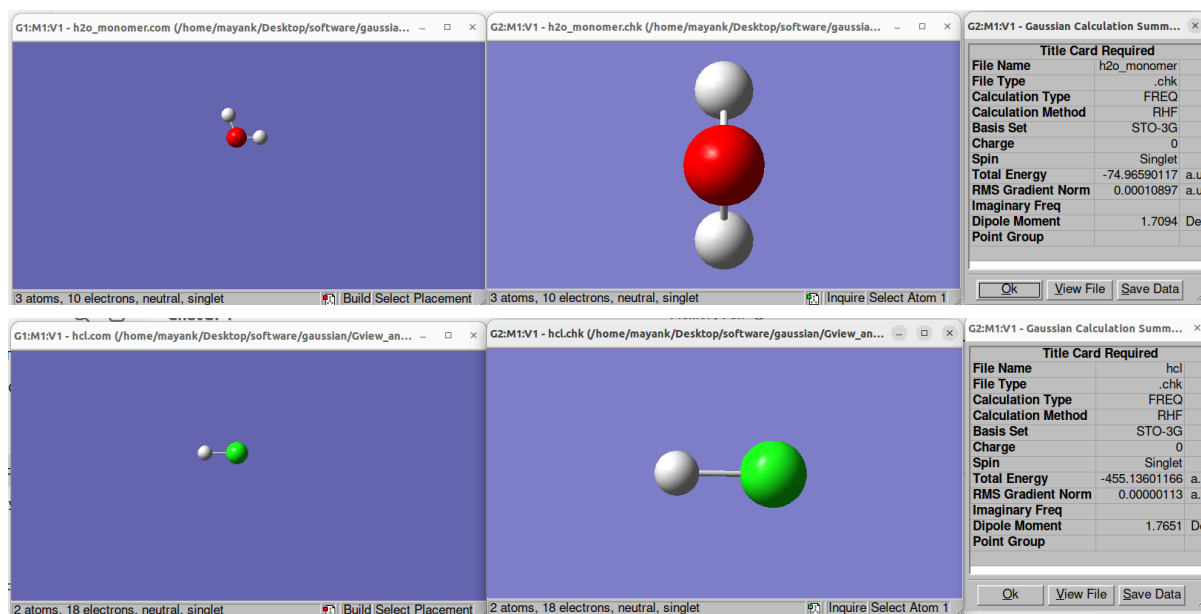 G1:M1:V1 - h2o_monomer.com (/home/mayank/Desktop/software/gaussia...
G2:M1:V1 - h2o_monomer.chk (/home/mayank/Desktop/software/gaussia...
G2:M1:V1 - Gaussian Calculation Summ...
Title Card Required
File Name h2o_monomer
File Type .chk
Calculation Type FREQ
Calculation Method RHF
Basis Set STO-3G
Charge 0
Spin Singlet
Total Energy -74.96590117 a.u
RMS Gradient Norm 0.00010897 a.u
Imaginary Freq
Dipole Moment 1.7094 De
Point Group
Ok View File Save Data
3 atoms, 10 electrons, neutral, singlet Build Select Placement
3 atoms, 10 electrons, neutral, singlet Inquire Select Atom 1
G1:M1:V1 - hcl.com (/home/mayank/Desktop/software/gaussian/Gview_an...
G2:M1:V1 - hcl.chk (/home/mayank/Desktop/software/gaussian/Gview_an...
G2:M1:V1 - Gaussian Calculation Summ...
Title Card Required
File Name hcl
File Type .chk
Calculation Type FREQ
Calculation Method RHF
Basis Set STO-3G
Charge 0
Spin Singlet
Total Energy -455.13601166 a.
RMS Gradient Norm 0.00000113 a.
Imaginary Freq
Dipole Moment 1.7651 De
Point Group
Ok View File Save Data
2 atoms, 18 electrons, neutral, singlet Build Select Placement
2 atoms, 18 electrons, neutral, singlet Inquire Select Atom 1